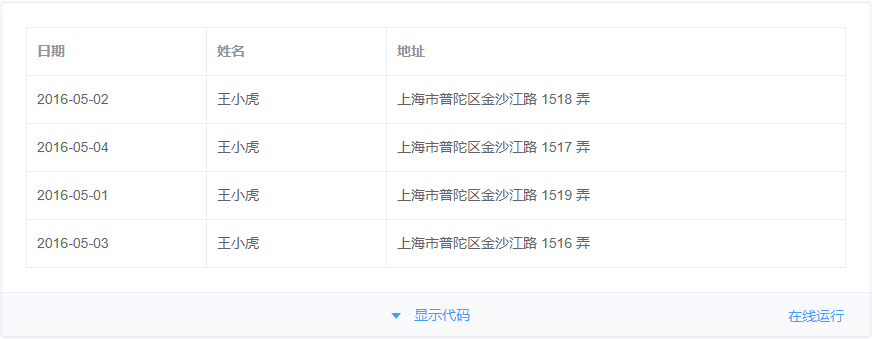 日期 姓名 地址
2016-05-02 王小虎 上海市普陀区金沙江路 1518 弄
2016-05-04 王小虎 上海市普陀区金沙江路 1517 弄
2016-05-01 王小虎 上海市普陀区金沙江路 1519 弄
2016-05-03 王小虎 上海市普陀区金沙江路 1516 弄
显示代码 在线运行